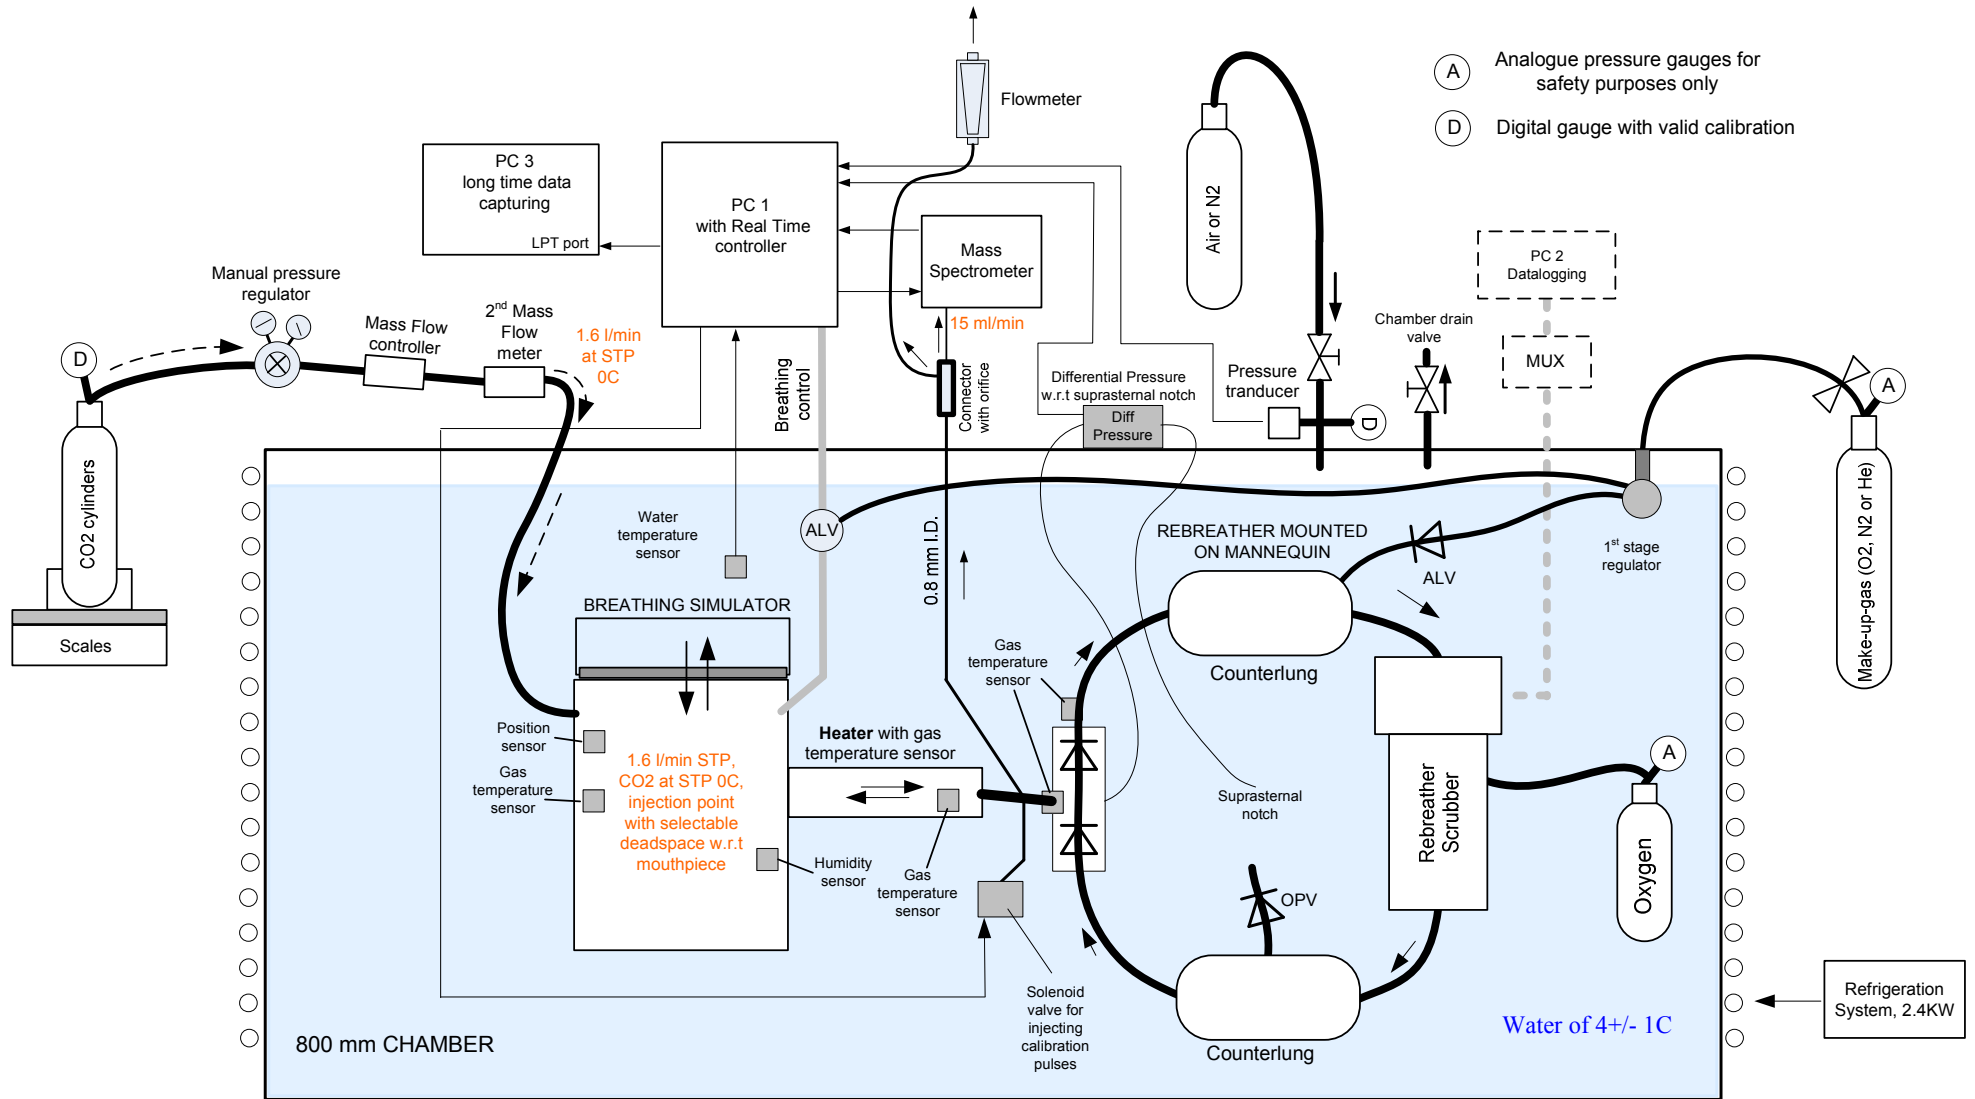 A
Analogue pressure gauges for
safety purposes only
D
Digital gauge with valid calibration
Flowmeter
PC 3
long time data
capturing
LPT port
PC 1
with Real Time
controller
Mass
Spectrometer
15 ml/min
Air or N2
PC 2
Datalogging
MUX
Manual pressure
regulator
Mass Flow
controller
2nd Mass
Flow
meter
1.6 l/min
at STP
0C
D
CO2 cylinders
Scales
Breathing
control
Connector
with orifice
Differential Pressure
w.r.t suprasternal notch
Diff
Pressure
Pressure
tranducer
D
Chamber drain
valve
A
Make-up-gas (O2, N2 or He)
Water
temperature
sensor
ALV
0.8 mm I.D.
REBREATHER MOUNTED
ON MANNEQUIN
ALV
1st stage
regulator
BREATHING SIMULATOR
Gas
temperature
sensor
Counterlung
Position
sensor
Gas
temperature
sensor
1.6 l/min STP,
CO2 at STP 0C,
injection point
with selectable
deadspace w.r.t
mouthpiece
Heater with gas
temperature sensor
Humidity
sensor
Gas
temperature
sensor
Suprasternal
notch
Rebreather
Scrubber
A
Oxygen
OPV
Solenoid
valve for
injecting
calibration
pulses
Counterlung
Water of 4+/- 1C
Refrigeration
System, 2.4KW
800 mm CHAMBER